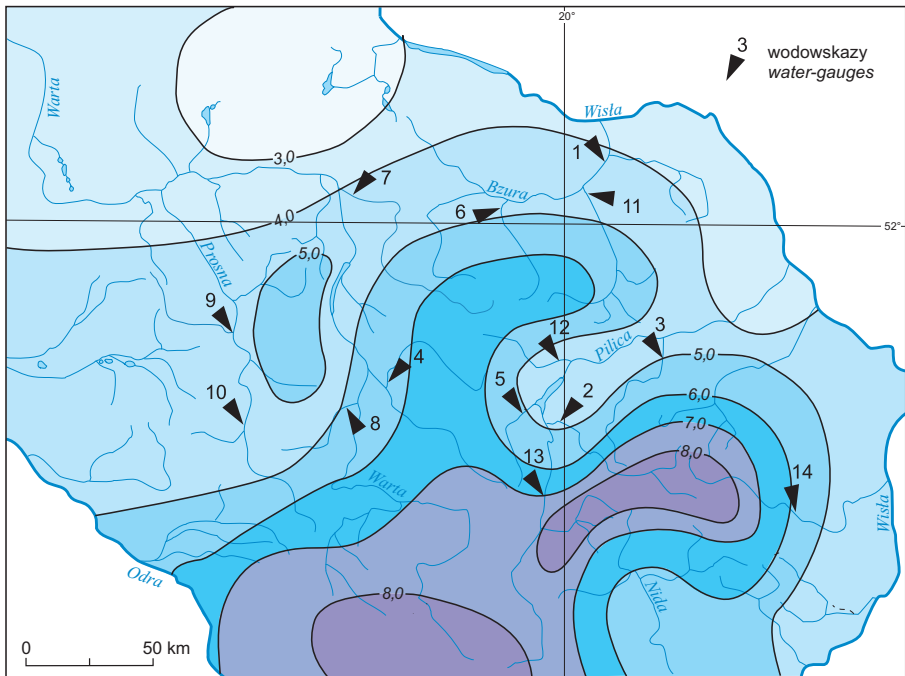 20°
3
wodowskazy
water-gauges
Warta
Wisła
1
3,0
7
Bzura
11
6
4,0
52°
5,0
Prosna
9
12
3
Pilica
4
5,0
5
10
2
6,0
8
7,0
13
8,0
14
Warta
Wisła
Odra
Nida
8,0
0
50 km